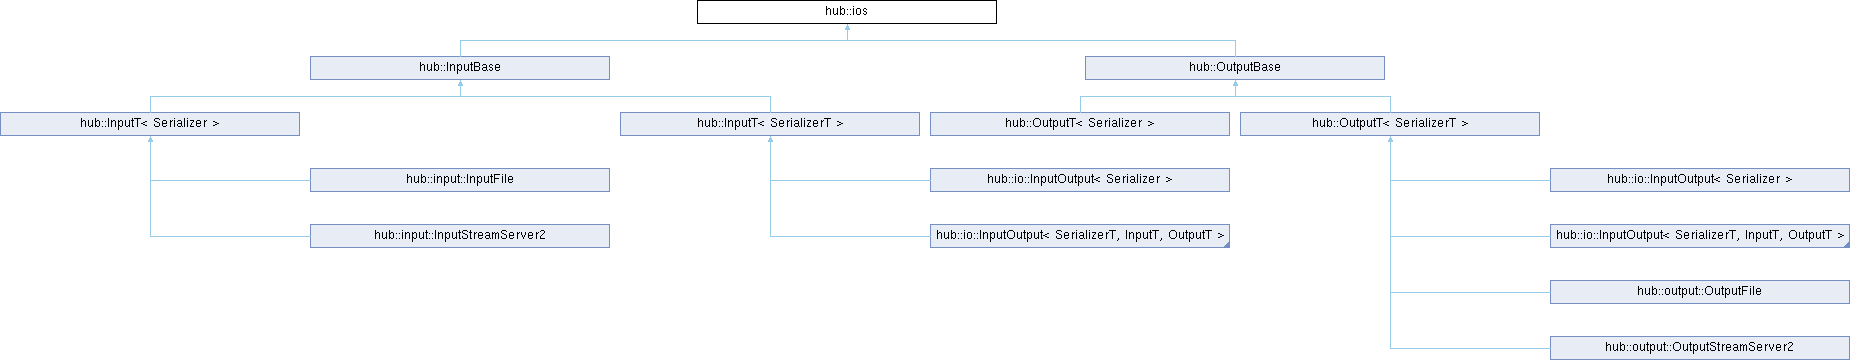 hub::ios
hub::InputBase
hub::OutputBase
hub::InputT< Serializer >
hub::InputT< SerializerT >
hub::OutputT< Serializer >
hub::OutputT< SerializerT >
hub::input::InputFile
hub::io::InputOutput< Serializer >
hub::io::InputOutput< Serializer >
hub::input::InputStreamServer2
hub::io::InputOutput< SerializerT, InputT, OutputT >
hub::io::InputOutput< SerializerT, InputT, OutputT >
hub::output::OutputFile
hub::output::OutputStreamServer2